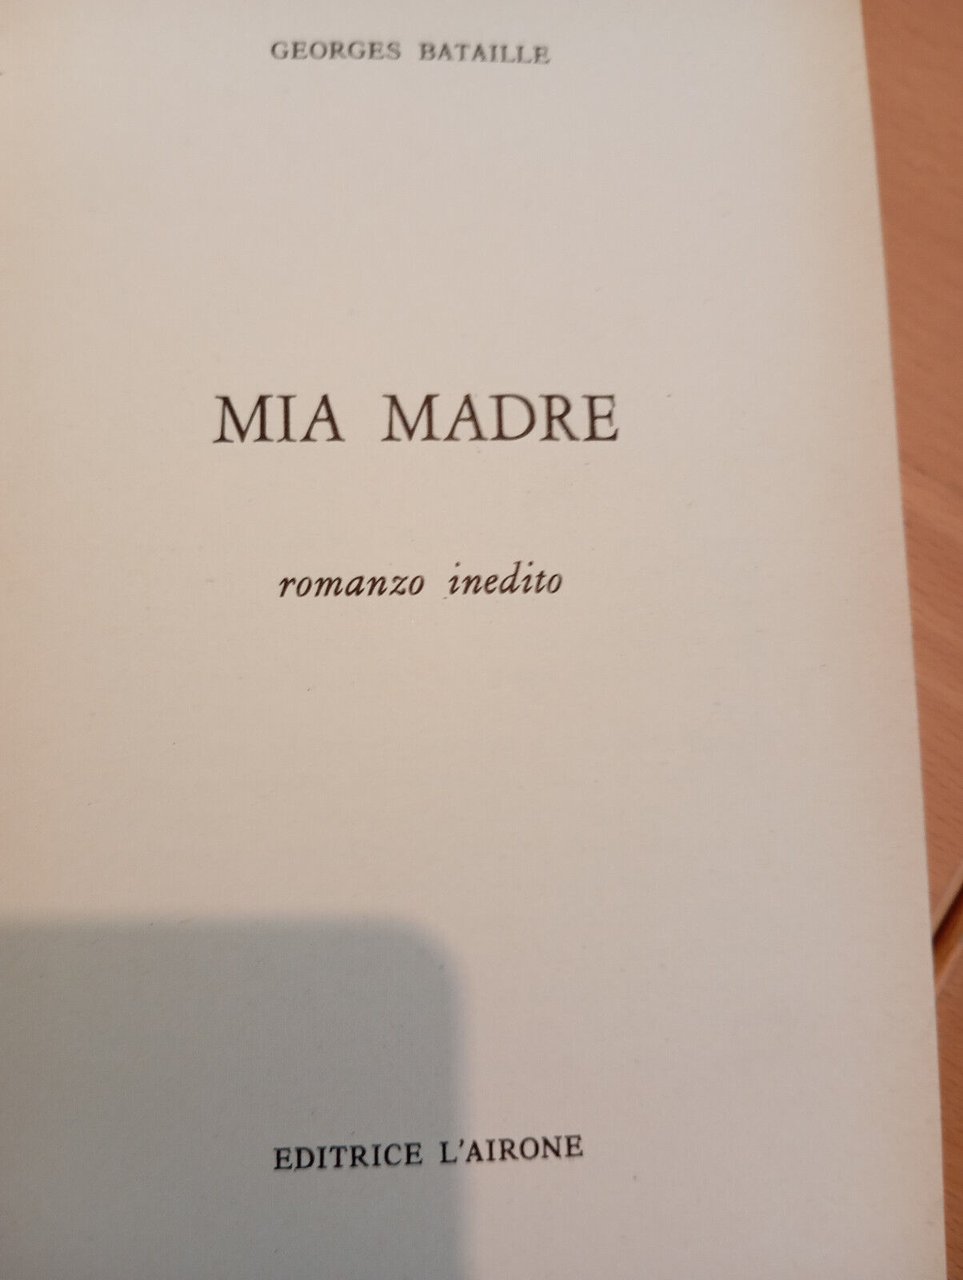 GEORGES BATAILLE
MIA MADRE
romanzo inedito
EDITRICE L'AIRONE